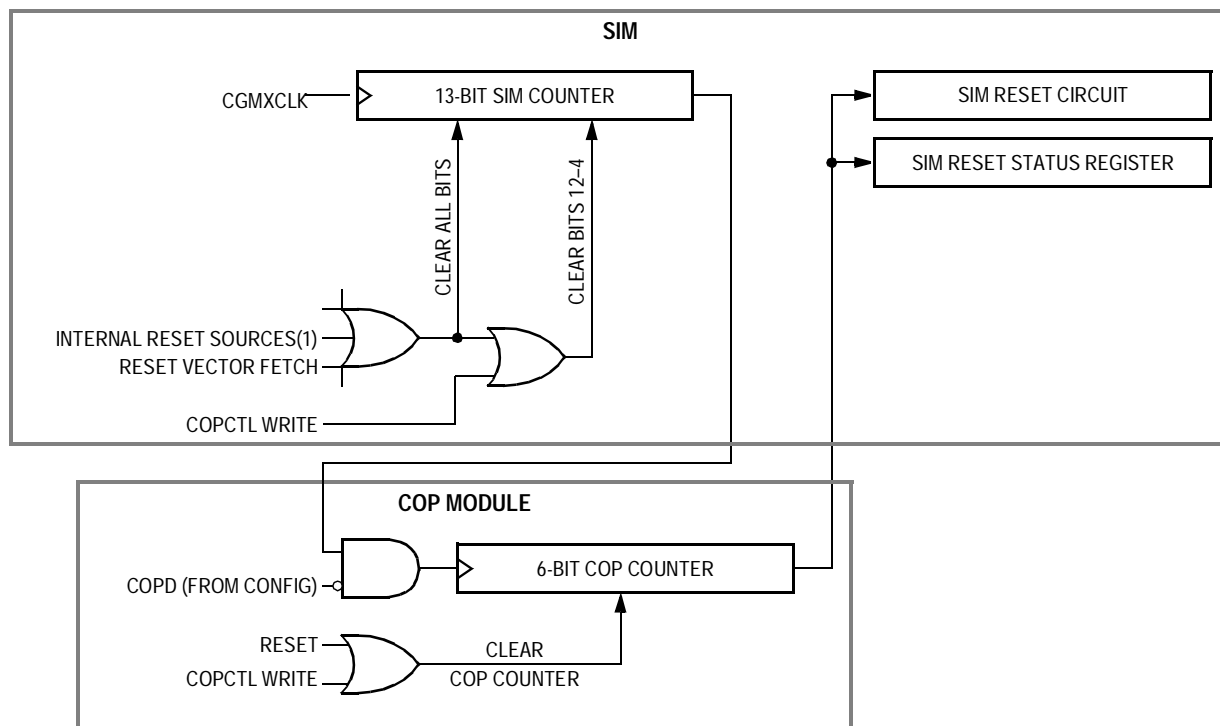 SIM
CGMXCLK
13-BIT SIM COUNTER
SIM RESET CIRCUIT
SIM RESET STATUS REGISTER
CLEAR ALL BITS
CLEAR BITS 12–4
INTERNAL RESET SOURCES(1)
RESET VECTOR FETCH
COPCTL WRITE
COP MODULE
6-BIT COP COUNTER
COPD (FROM CONFIG)
RESET
COPCTL WRITE
CLEAR
COP COUNTER